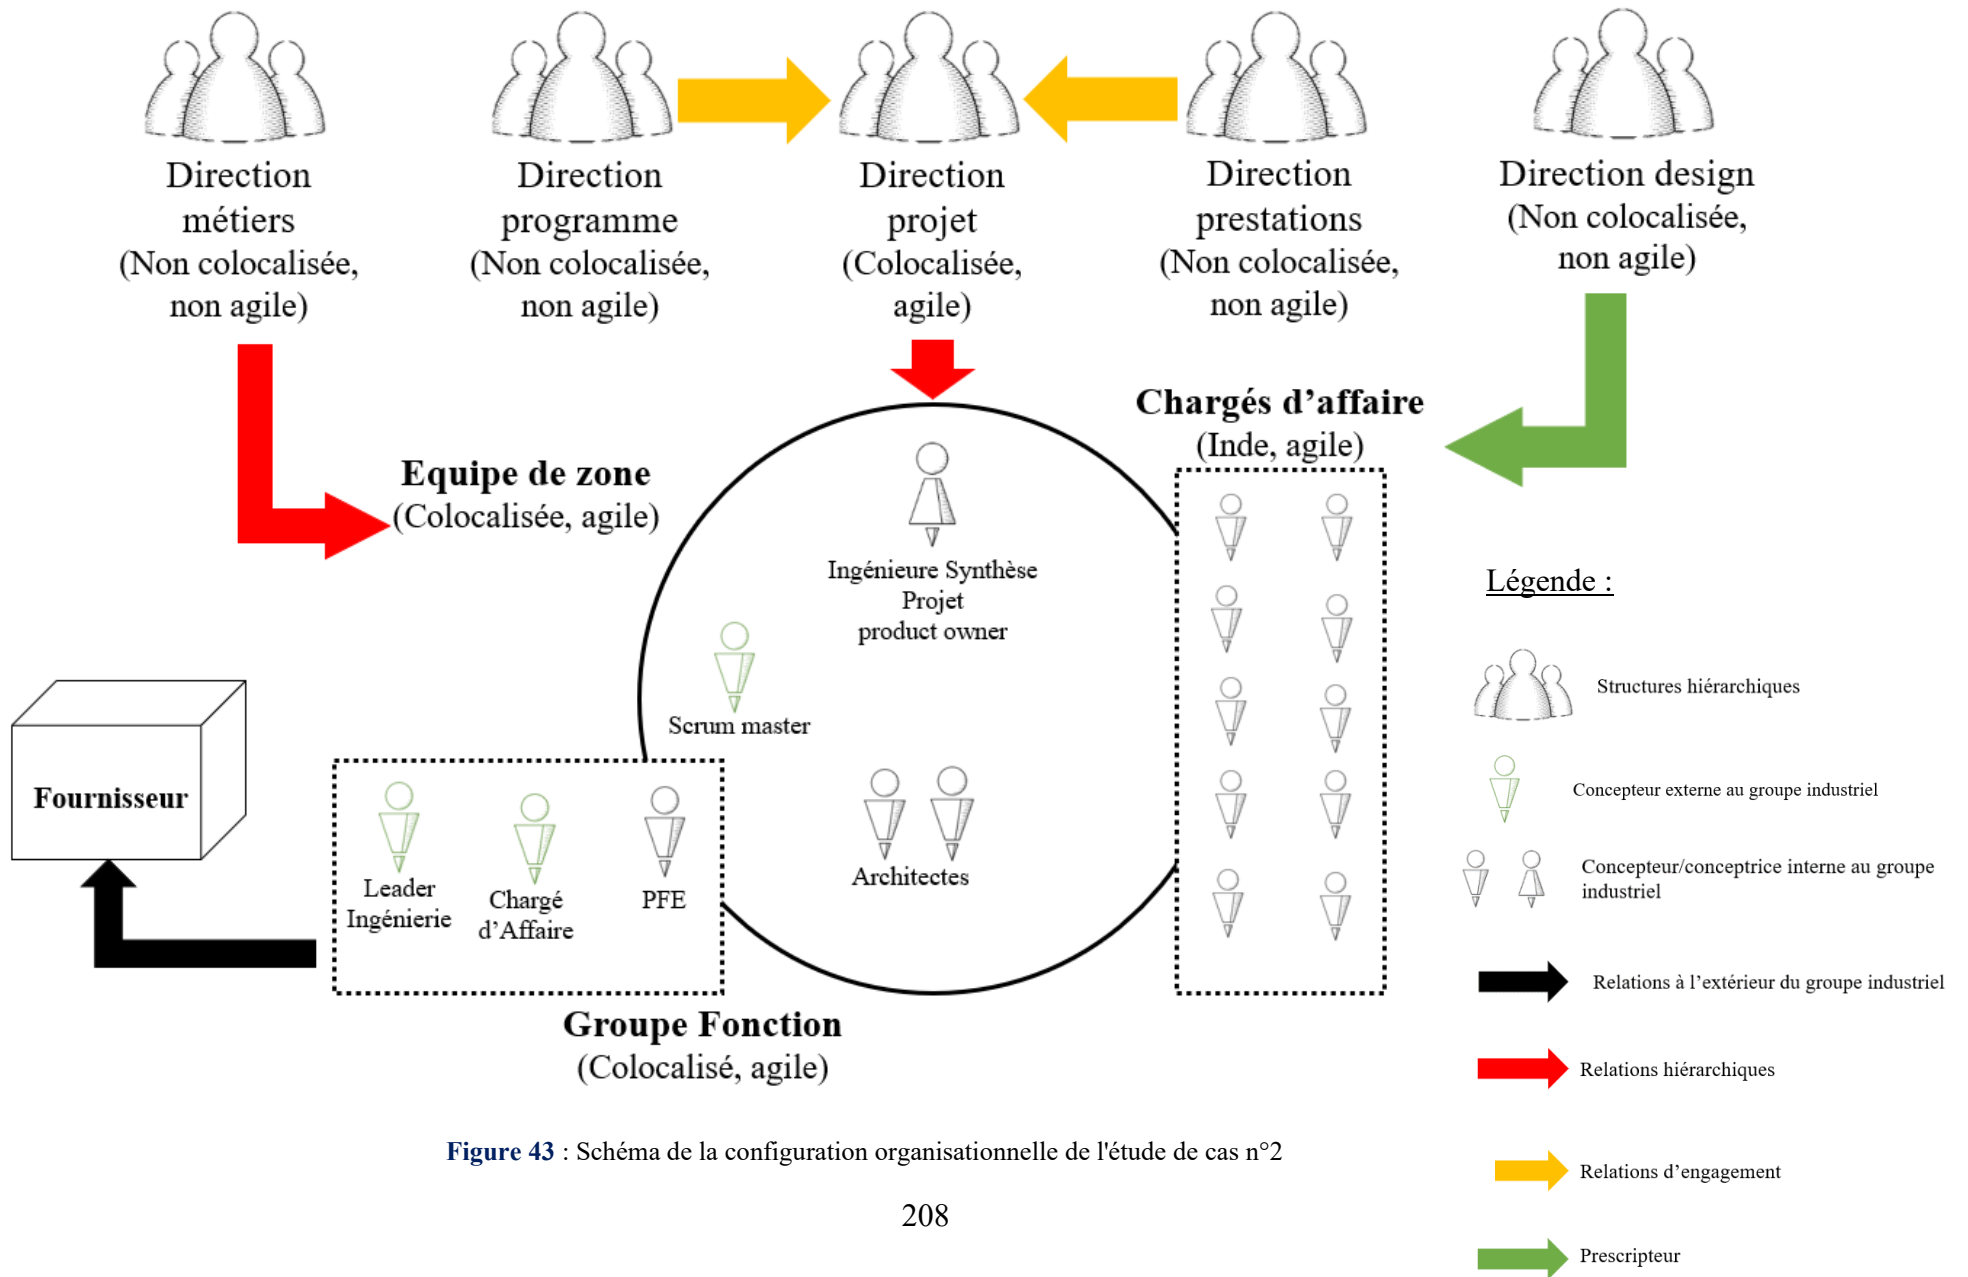 Direction
métiers
(Non colocalisée,
non agile)
Direction
programme
(Non colocalisée,
non agile)
Direction
projet
(Colocalisée,
agile)
Direction
prestations
(Non colocalisée,
non agile)
Direction design
(Non colocalisée,
non agile)
Equipe de zone
(Colocalisée, agile)
Chargés d’affaire
(Inde, agile)
Ingénieure Synthèse
Projet
product owner
Scrum master
Architectes
Fournisseur
Leader
Ingénierie
Chargé
d’Affaire
PFE
Groupe Fonction
(Colocalisé, agile)
Légende :
Structures hiérarchiques
Concepteur externe au groupe industriel
Concepteur/conceptrice interne au groupe
industriel
Relations à l’extérieur du groupe industriel
Relations hiérarchiques
Relations d’engagement
Prescripteur
Figure 43 : Schéma de la configuration organisationnelle de l'étude de cas n°2
208